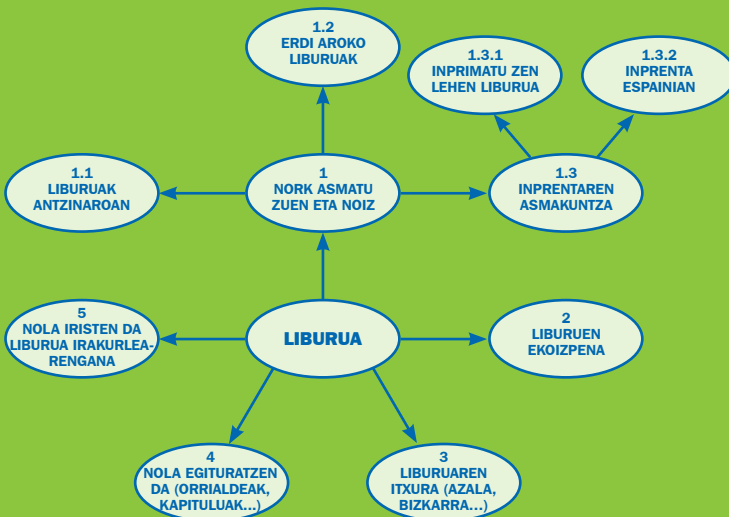 1.2
ERDI AROKO
LIBURUAK
1.3.1
INPRIMATU ZEN
LEHEN LIBURUA
1.3.2
INPRENTA
ESPAINIAN
1.1
LIBURUAK
ANTZINAROAN
1
NORK ASMATU
ZUEN ETA NOIZ
1.3
INPRENTAREN
ASMAKUNTZA
5
NOLA IRISTEN DA
LIBURUA IRAKURLEA-
RENGANA
LIBURUA
2
LIBURUEN
EKOIZPENA
4
NOLA EGITURATZEN
DA (ORRIALDEAK,
KAPITULUAK...)
3
LIBURUAREN
ITXURA (AZALA,
BIZKARRA...)